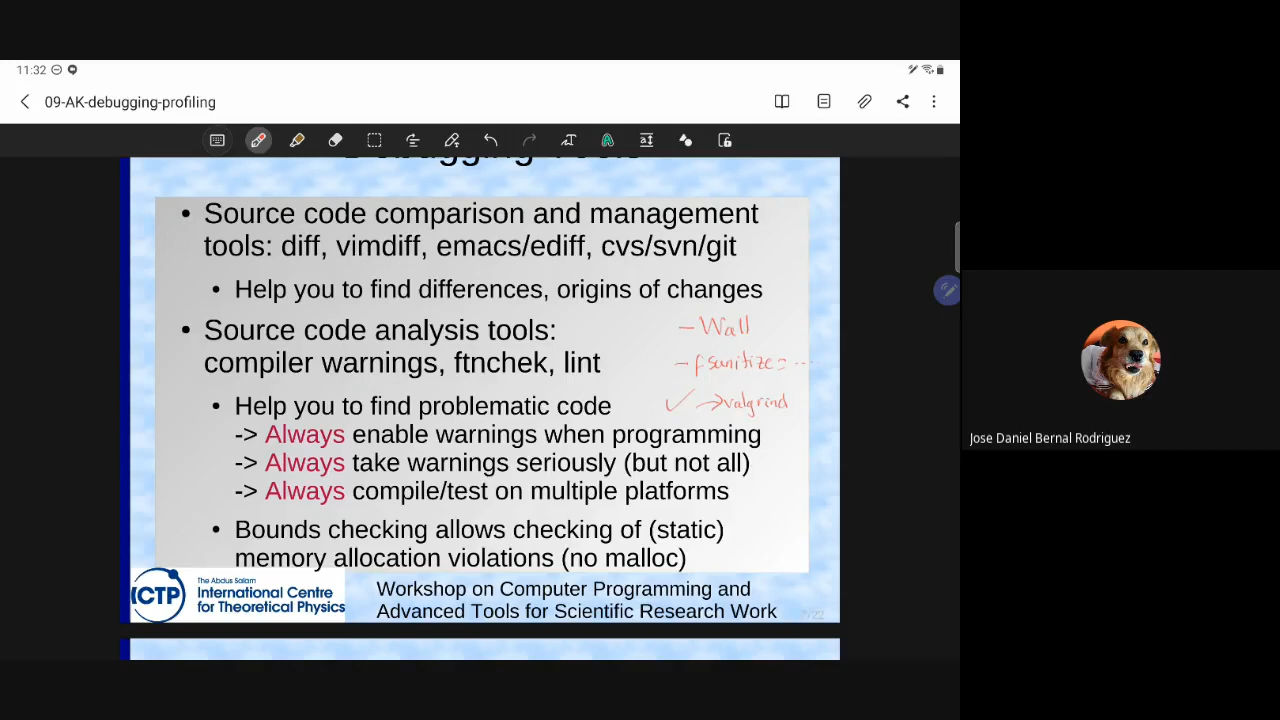 11:32
09-AK-debugging-profiling
Debugging Tools
• Source code comparison and management
tools: diff, vimdiff, emacs/ediff, cvs/svn/git
• Help you to find differences, origins of changes
• Source code analysis tools:
compiler warnings, ftnchek, lint
- Wall
- fsanitize = ...
✓ → valgrind
• Help you to find problematic code
-> Always enable warnings when programming
-> Always take warnings seriously (but not all)
-> Always compile/test on multiple platforms
• Bounds checking allows checking of (static)
memory allocation violations (no malloc)
ICTP
The Abdus Salam
International Centre
for Theoretical Physics
Workshop on Computer Programming and
Advanced Tools for Scientific Research Work
Jose Daniel Bernal Rodriguez